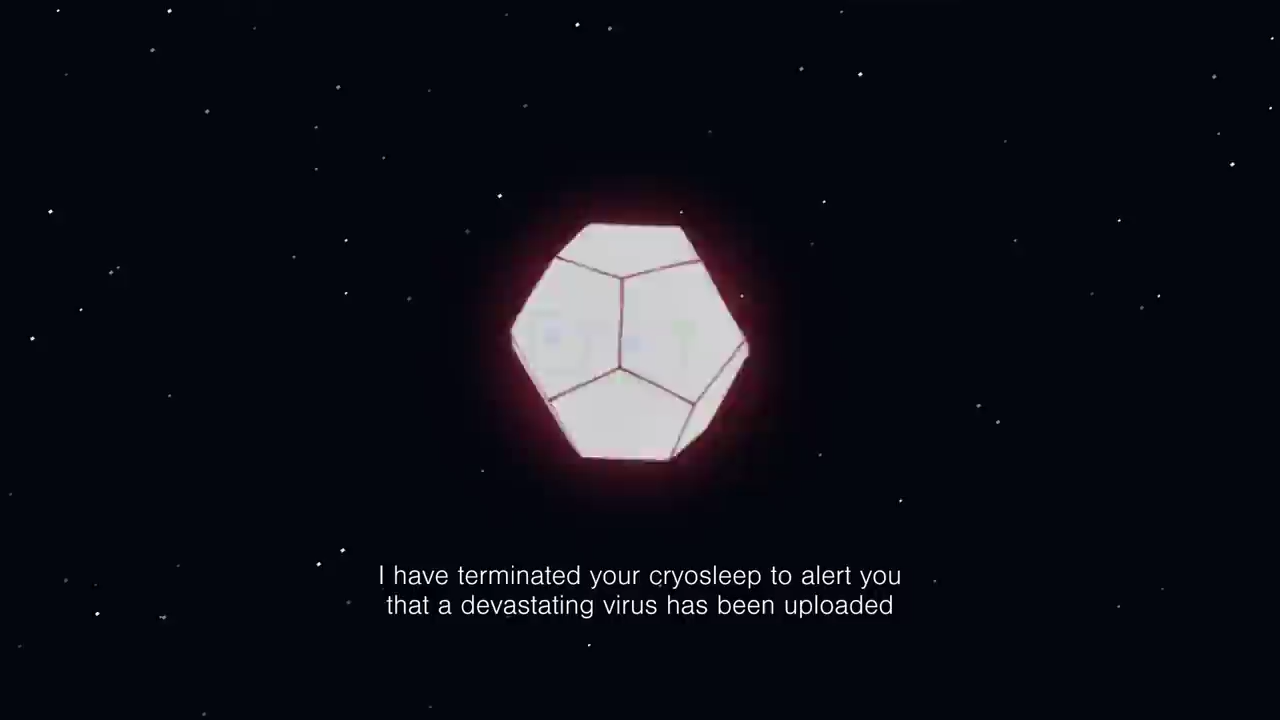 I have terminated your cryosleep to alert you
that a devastating virus has been uploaded